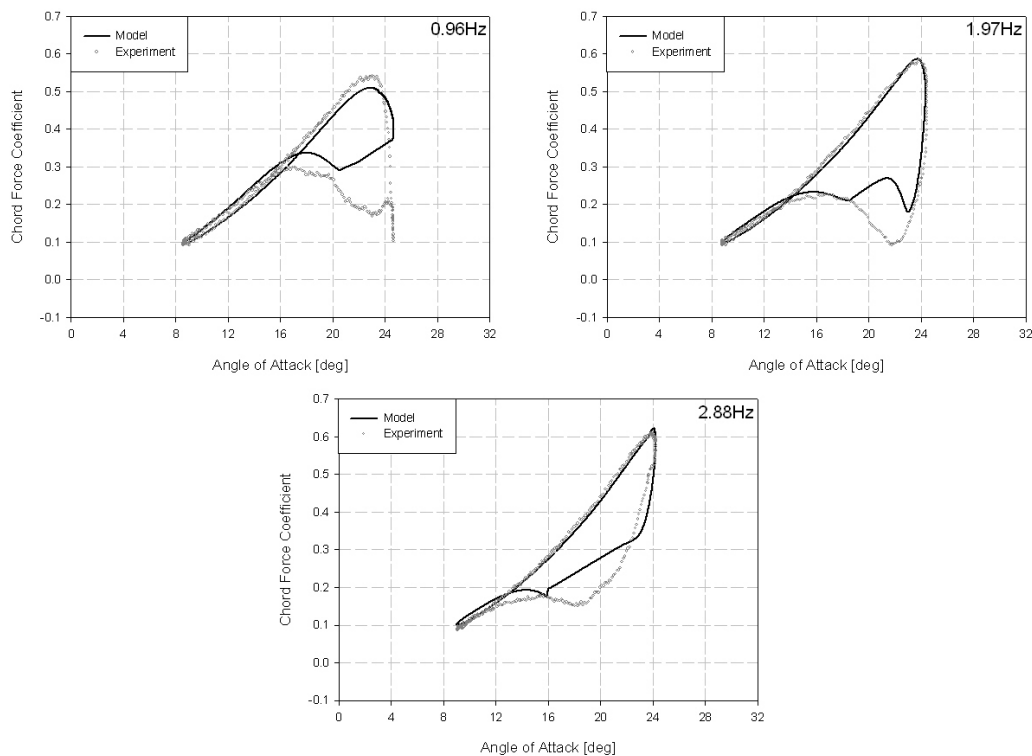 0.7
0.96Hz
Model
Experiment
0.6
0.5
0.4
0.3
0.2
0.1
0.0
-0.1
Chord Force Coefficient
0 4 8 12 16 20 24 28 32
Angle of Attack [deg]
0.7
1.97Hz
Model
Experiment
0.6
0.5
0.4
0.3
0.2
0.1
0.0
-0.1
Chord Force Coefficient
0 4 8 12 16 20 24 28 32
Angle of Attack [deg]
0.7
2.88Hz
Model
Experiment
0.6
0.5
0.4
0.3
0.2
0.1
0.0
-0.1
Chord Force Coefficient
0 4 8 12 16 20 24 28 32
Angle of Attack [deg]